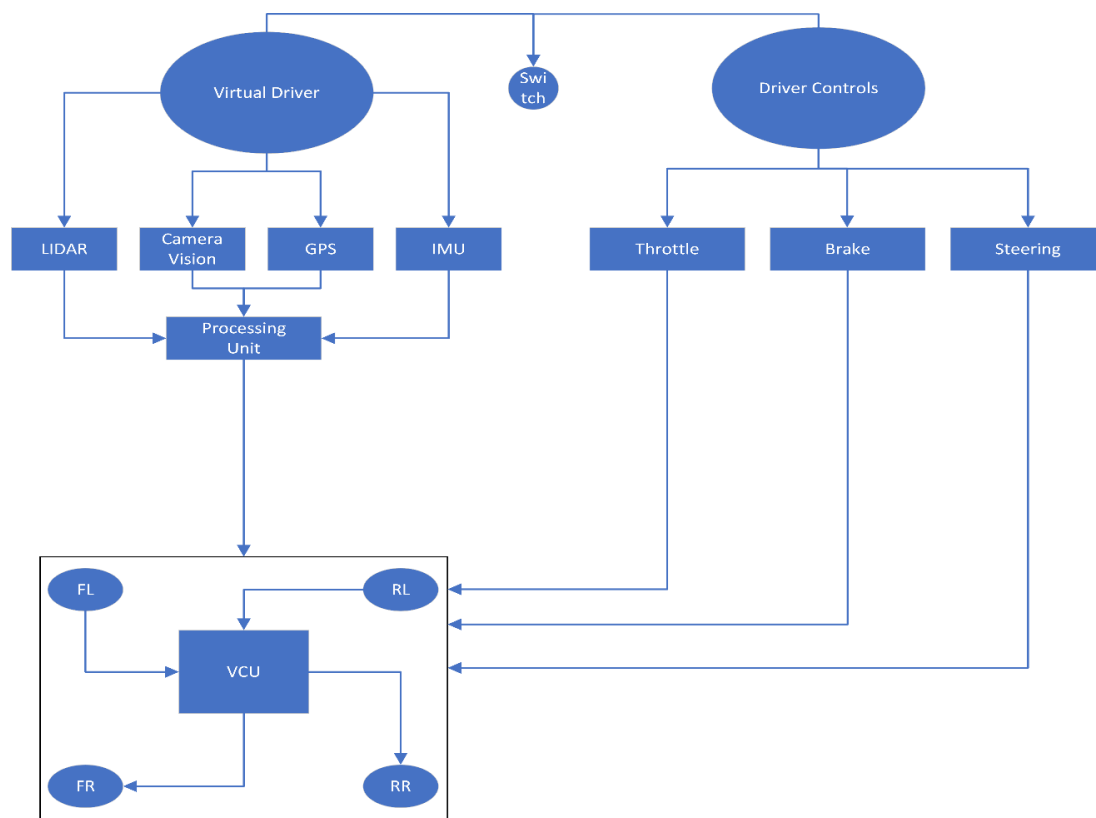 Virtual Driver
Swi
tch
Driver Controls
LIDAR
Camera
Vision
GPS
IMU
Throttle
Brake
Steering
Processing
Unit
FL
RL
VCU
FR
RR